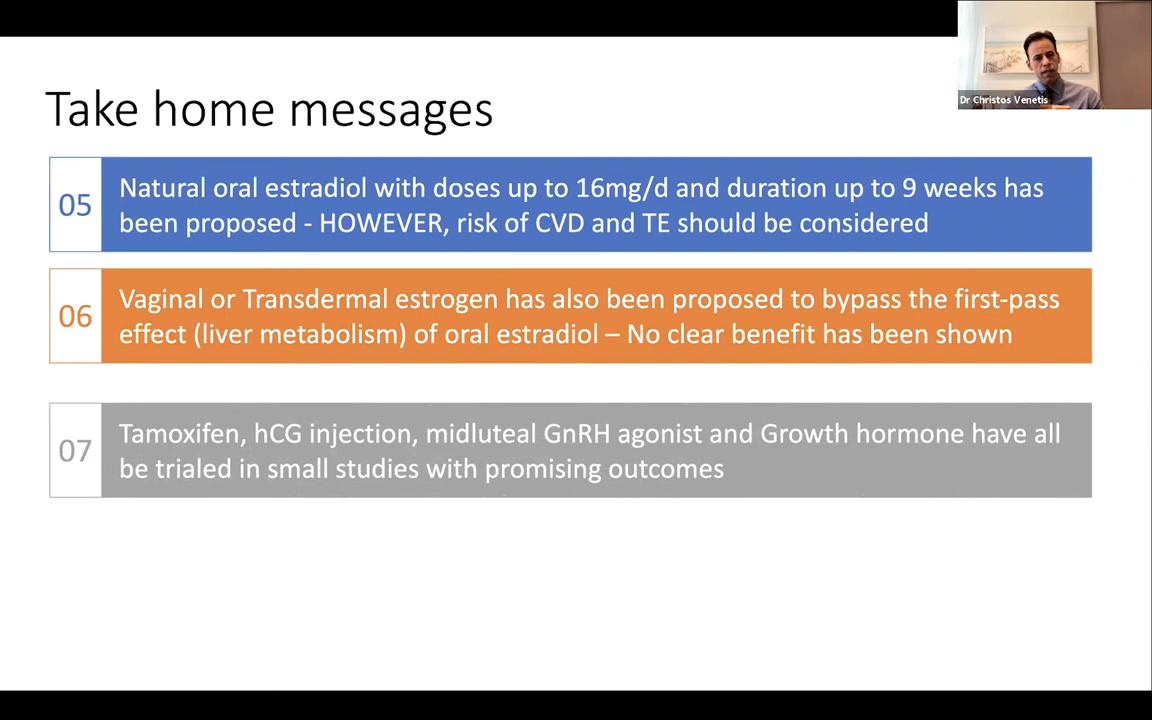 Dr Christos Venetis
Take home messages
05
Natural oral estradiol with doses up to 16mg/d and duration up to 9 weeks has
been proposed - HOWEVER, risk of CVD and TE should be considered
06
Vaginal or Transdermal estrogen has also been proposed to bypass the first-pass
effect (liver metabolism) of oral estradiol – No clear benefit has been shown
07
Tamoxifen, hCG injection, midluteal GnRH agonist and Growth hormone have all
be trialed in small studies with promising outcomes